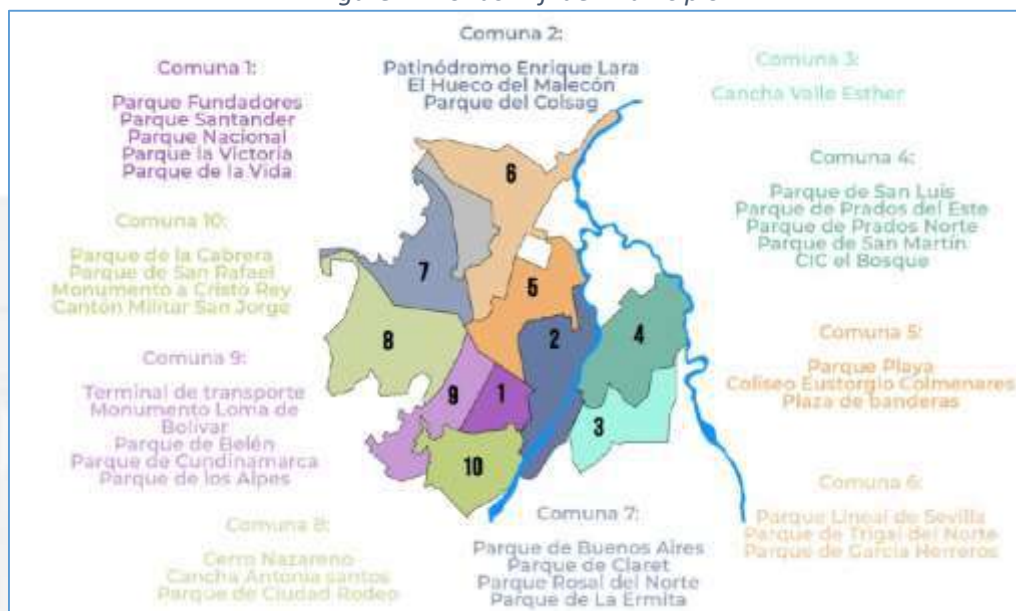 Comuna 2:
Patinódromo Enrique Lara
El Hueco del Malecón
Parque del Colsag
Comuna 1:
Parque Fundadores
Parque Santander
Parque Nacional
Parque la Victoria
Parque de la Vida
Comuna 3:
Cancha Valle Esther
Comuna 4:
Parque de San Luis
Parque de Prados del Este
Parque de Prados Norte
Parque de San Martín
CIC el Bosque
Comuna 10:
Parque de la Cabrera
Parque de San Rafael
Monumento a Cristo Rey
Cantón Militar San Jorge
Comuna 5:
Parque Playa
Coliseo Eustorgio Colmenares
Plaza de banderas
Comuna 9:
Terminal de transporte
Monumento Loma de
Bolívar
Parque de Belén
Parque de Cundinamarca
Parque de los Alpes
Comuna 6:
Parque Lineal de Sevilla
Parque de Trigal del Norte
Parque de García Herreros
Comuna 8:
Cerro Nazareno
Cancha Antonia santos
Parque de Ciudad Rodeo
Comuna 7:
Parque de Buenos Aires
Parque de Claret
Parque Rosal del Norte
Parque de La Ermita
6
7
5
8
2
4
9
1
3
10